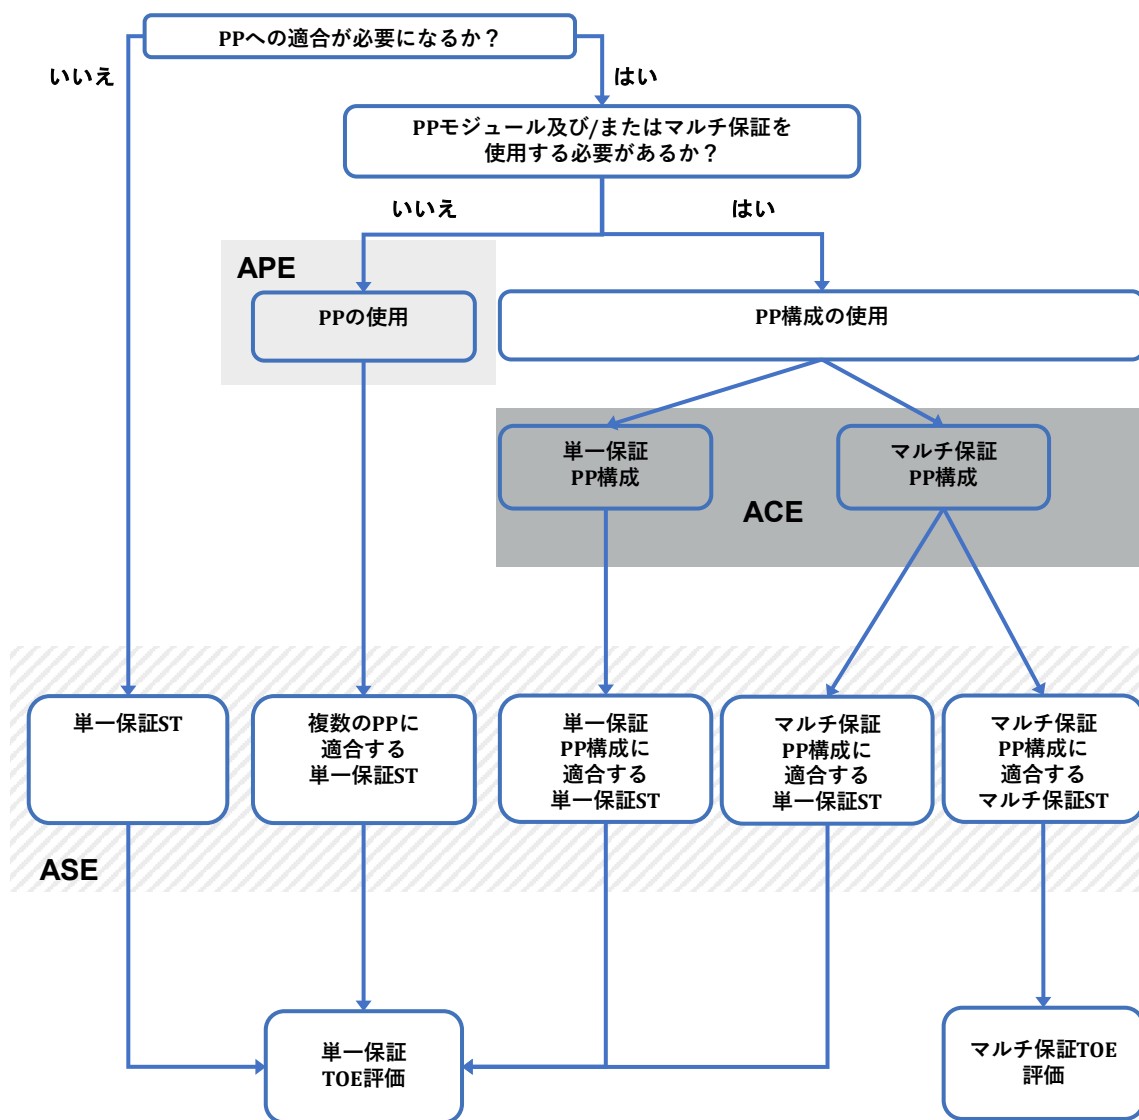 PPへの適合が必要になるか？
いいえ
はい
PPモジュール及び/またはマルチ保証を
使用する必要があるか？
いいえ
はい
APE
PPの使用
PP構成の使用
単一保証
PP構成
マルチ保証
PP構成
ACE
単一保証ST
複数のPPに
適合する
単一保証ST
単一保証
PP構成に
適合する
単一保証ST
マルチ保証
PP構成に
適合する
単一保証ST
マルチ保証
PP構成に
適合する
マルチ保証ST
ASE
単一保証
TOE評価
マルチ保証TOE
評価